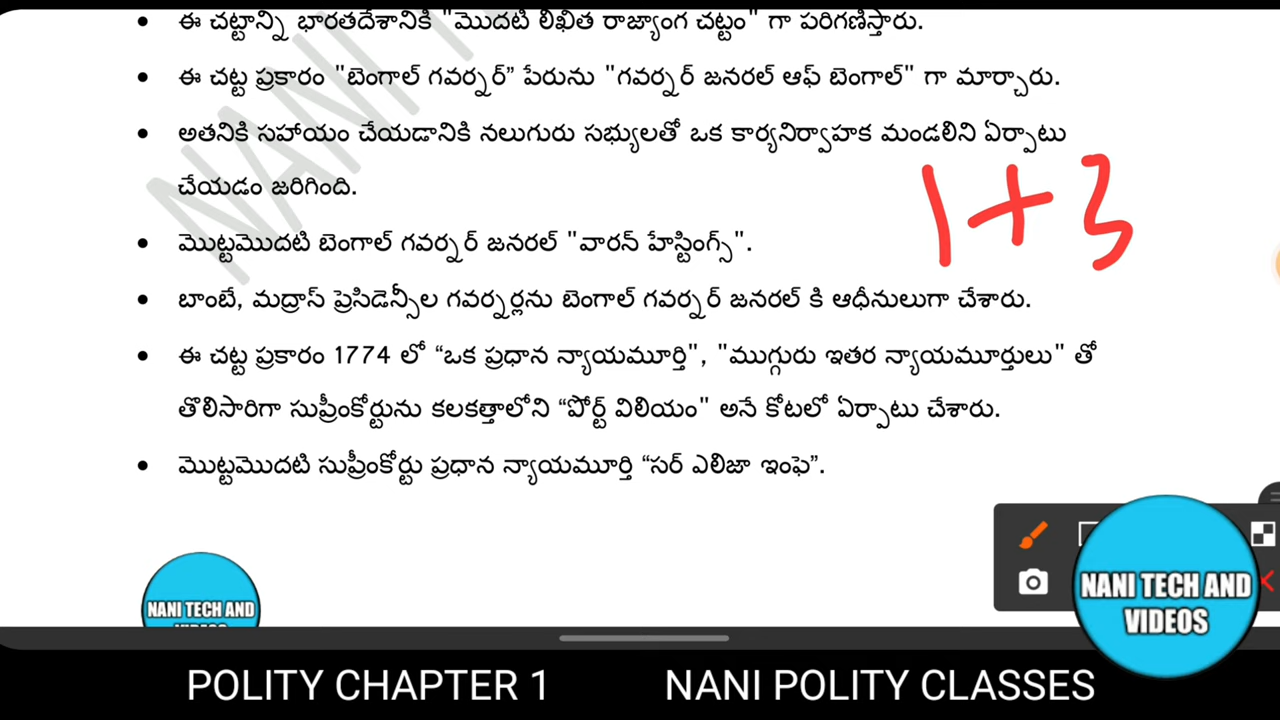 ఈ చట్టాన్ని భారతదేశానికి "మొదటి లిఖిత రాజ్యాంగ చట్టం" గా పరిగణిస్తారు.
ఈ చట్ట ప్రకారం "బెంగాల్ గవర్నర్” పేరును "గవర్నర్ జనరల్ ఆఫ్ బెంగాల్" గా మార్చారు.
అతనికి సహాయం చేయడానికి నలుగురు సభ్యులతో ఒక కార్యనిర్వాహక మండలిని ఏర్పాటు
చేయడం జరిగింది.
1+3
మొట్టమొదటి బెంగాల్ గవర్నర్ జనరల్ "వారన్ హేస్టింగ్స్".
బాంబే, మద్రాస్ ప్రెసిడెన్సీల గవర్నర్లను బెంగాల్ గవర్నర్ జనరల్ కి ఆధీనులుగా చేశారు.
ఈ చట్ట ప్రకారం 1774 లో “ఒక ప్రధాన న్యాయమూర్తి", "ముగ్గురు ఇతర న్యాయమూర్తులు" తో
తొలిసారిగా సుప్రీంకోర్టును కలకత్తాలోని “పోర్ట్ విలియం" అనే కోటలో ఏర్పాటు చేశారు.
మొట్టమొదటి సుప్రీంకోర్టు ప్రధాన న్యాయమూర్తి “సర్ ఎలిజా ఇంఫె”.
NANI TECH AND
VIDEOS
NANI TECH AND
VIDEOS
POLITY CHAPTER 1 NANI POLITY CLASSES